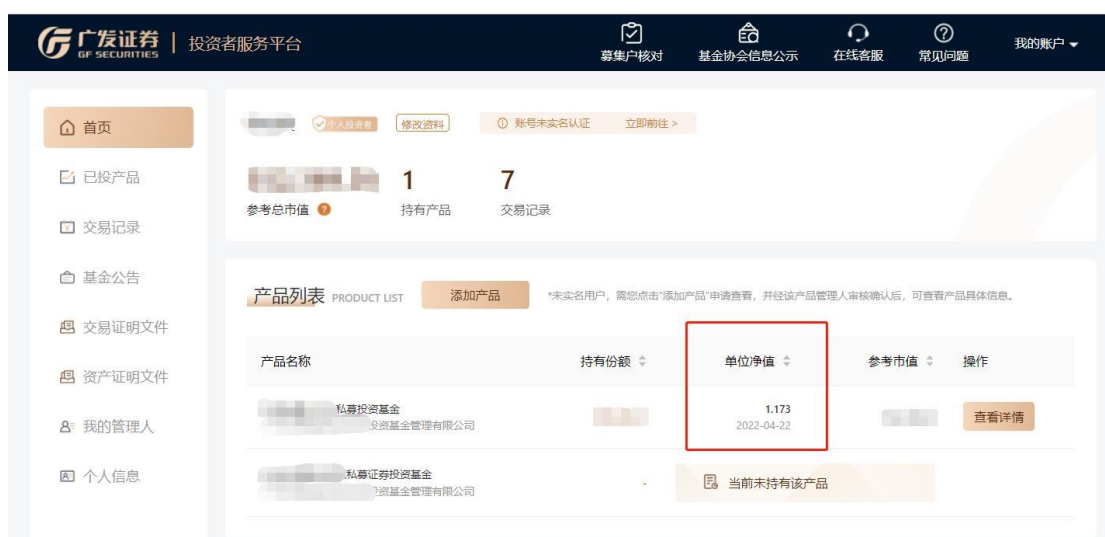 广发证券 | 投资者服务平台
GF SECURITIES
募集户核对
基金协会信息公示
在线客服
常见问题
我的账户
首页
已投产品
交易记录
基金公告
交易证明文件
资产证明文件
我的管理人
个人信息
个人投资者
修改资料
账号未实名认证 立即前往 >
1
7
参考总市值
持有产品
交易记录
产品列表 PRODUCT LIST
添加产品
*未实名用户，需您点击“添加产品”申请查看，并经该产品管理人审核确认后，可查看产品具体信息。
产品名称 持有份额 单位净值 参考市值 操作
私募投资基金
投资基金管理有限公司
1.173
2022-04-22
查看详情
私募证券投资基金
投资基金管理有限公司
-
当前未持有该产品